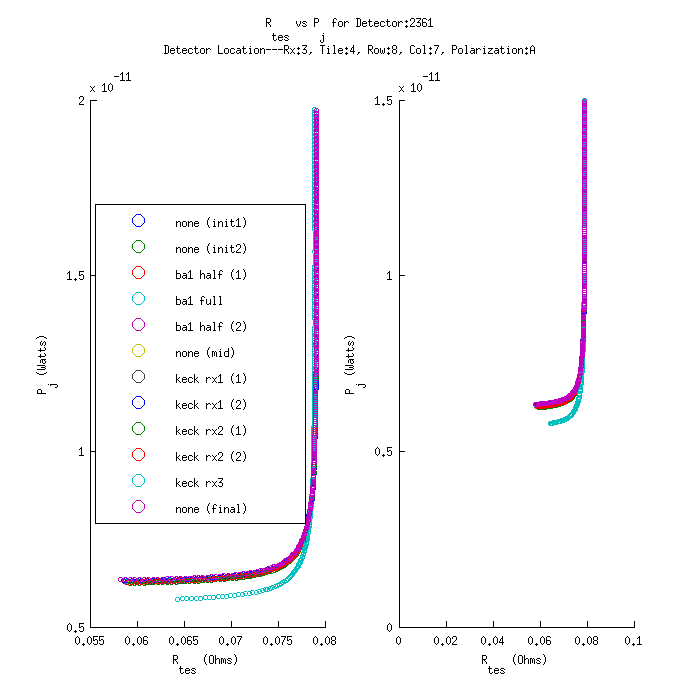 R    vs P  for Detector:2361
tes      j
Detector Location---Rx:3, Tile:4, Row:8, Col:7, Polarization:A
x 10^-11
2
1.5
1
0.5
P_j (Watts)
none (init1)
none (init2)
ba1 half (1)
ba1 full
ba1 half (2)
none (mid)
keck rx1 (1)
keck rx1 (2)
keck rx2 (1)
keck rx2 (2)
keck rx3
none (final)
0.055 0.06 0.065 0.07 0.075 0.08
R_tes (Ohms)
x 10^-11
1.5
1
0.5
0
P_j (Watts)
0 0.02 0.04 0.06 0.08 0.1
R_tes (Ohms)